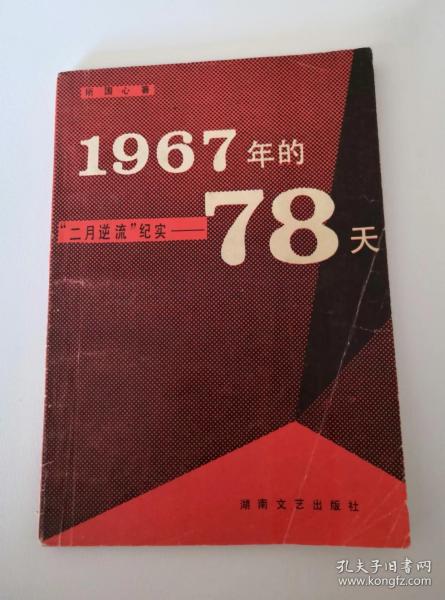 国心著
1967年的
78天
“二月逆流”纪实——
湖南文艺出版社
孔夫子旧书网
www.kongfz.com